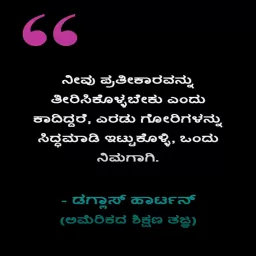 ನೀವು ಪ್ರತೀಕಾರವನ್ನು
ತೀರಿಸಿಕೊಳ್ಳಬೇಕು ಎಂದು
ಕಾದಿದ್ದರೆ, ಎರಡು ಗೋರಿಗಳನ್ನು
ಸಿದ್ಧಮಾಡಿ ಇಟ್ಟುಕೊಳ್ಳಿ, ಒಂದು
ನಿಮಗಾಗಿ.
- ಡಗ್ಲಾಸ್ ಹಾರ್ಟನ್
(ಅಮೆರಿಕದ ಶಿಕ್ಷಣ ತಜ್ಞ)